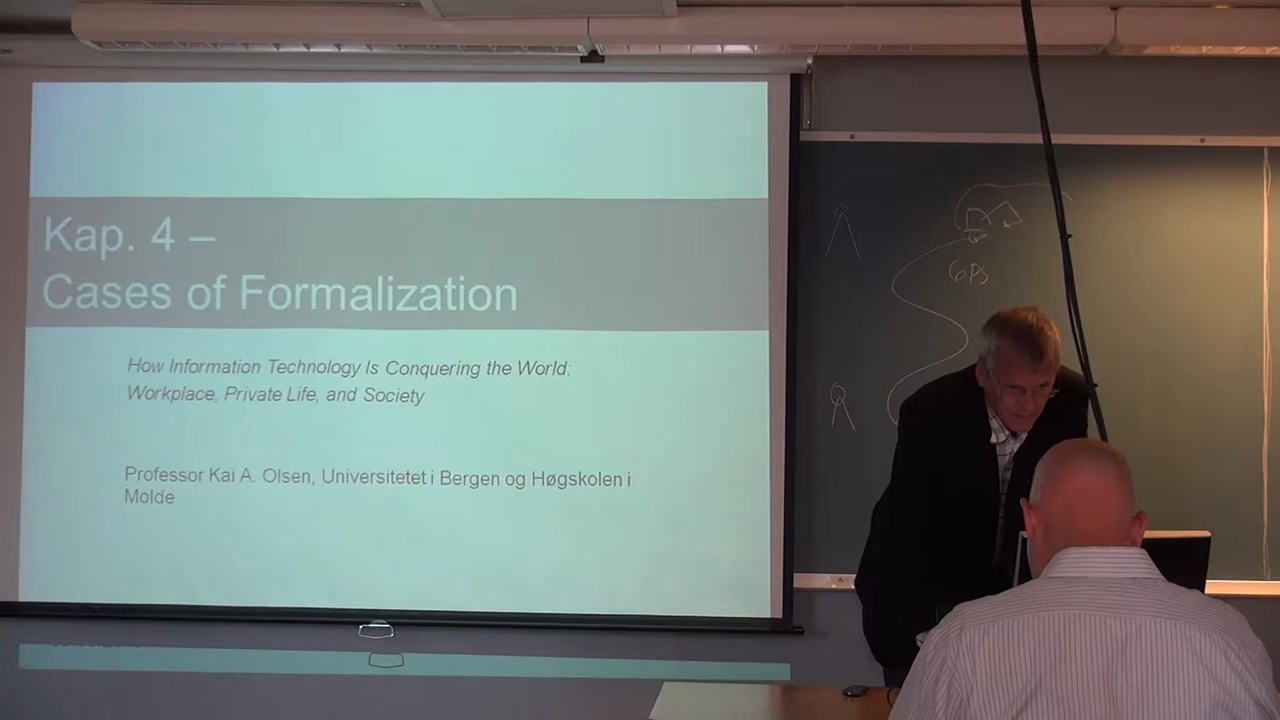 Kap. 4 –
Cases of Formalization
How Information Technology Is Conquering the World:
Workplace, Private Life, and Society
Professor Kai A. Olsen, Universitetet i Bergen og Høgskolen i
Molde
GPS